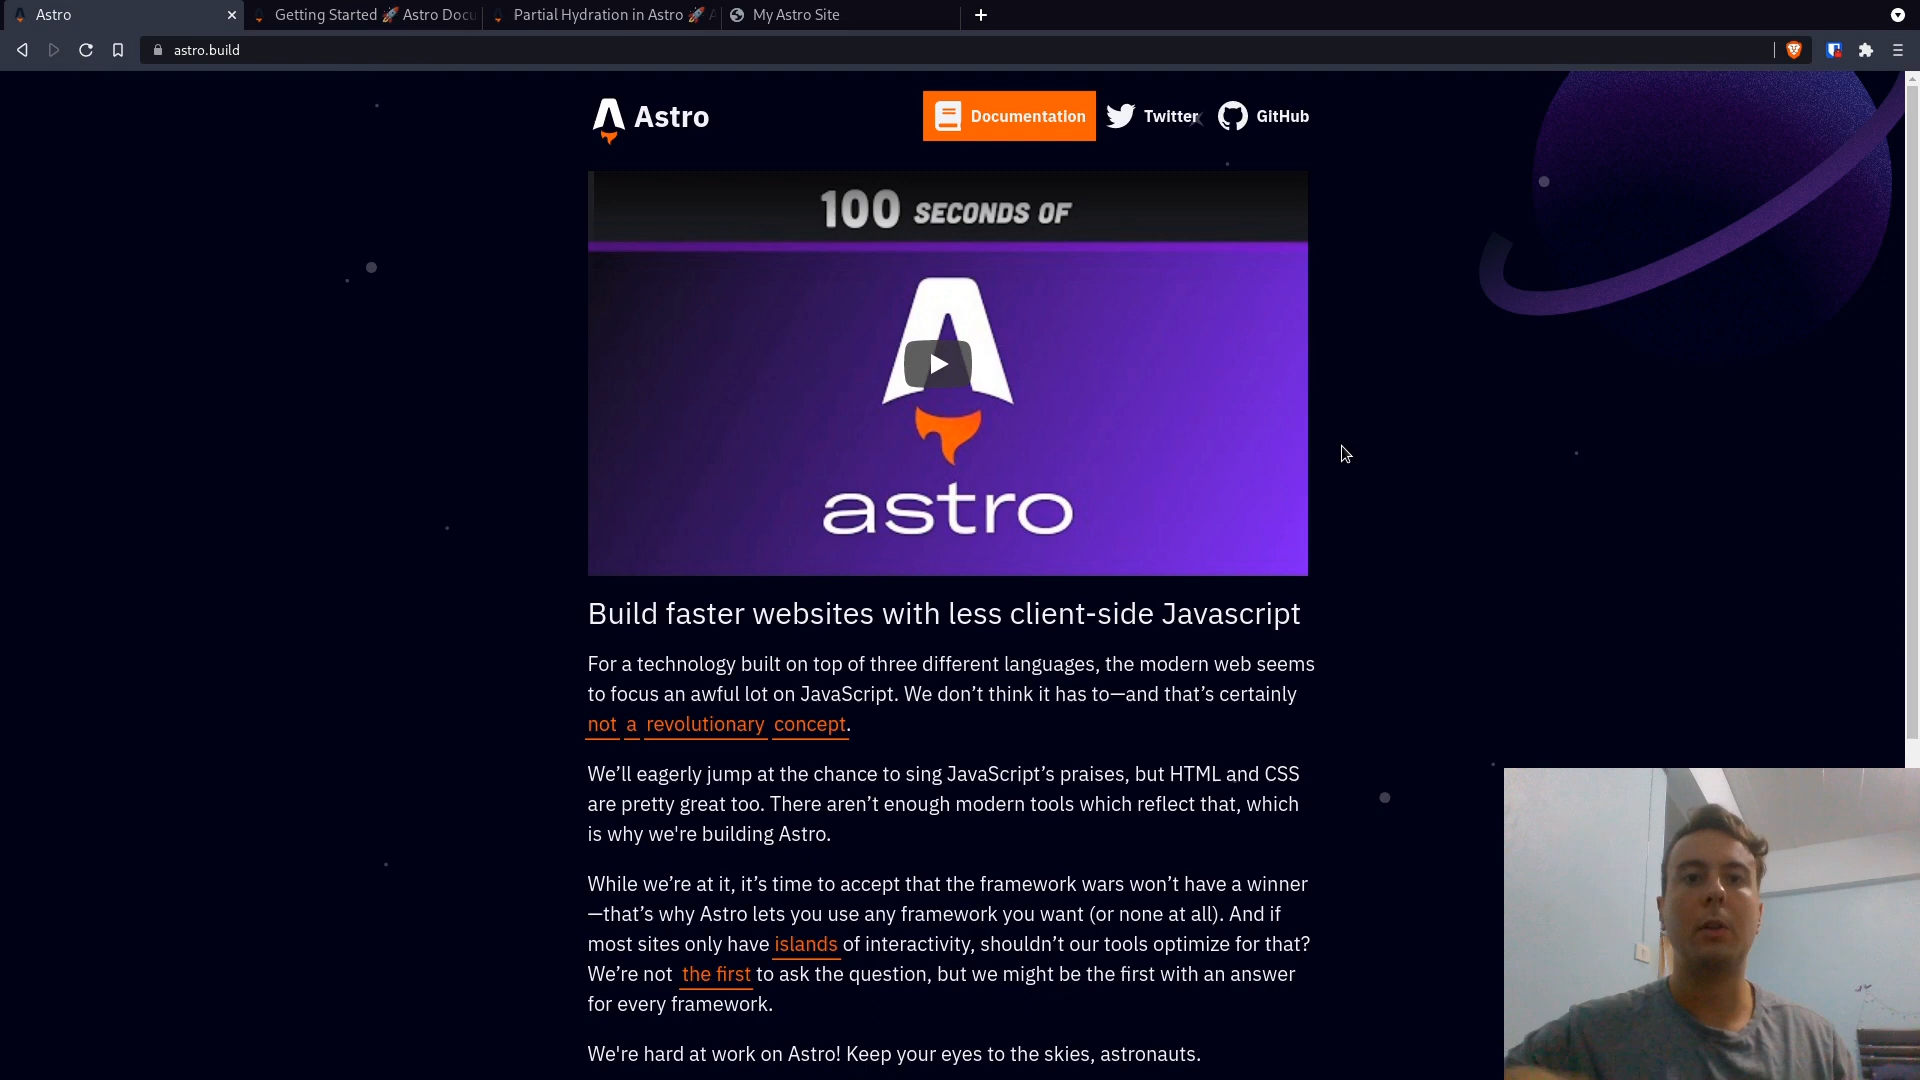 Astro
Getting Started 🚀 Astro Docu
Partial Hydration in Astro 🚀 A
My Astro Site
astro.build
Astro
Documentation
Twitter
GitHub
100 SECONDS OF
astro
Build faster websites with less client-side Javascript
For a technology built on top of three different languages, the modern web seems
to focus an awful lot on JavaScript. We don’t think it has to—and that’s certainly
not a revolutionary concept.
We’ll eagerly jump at the chance to sing JavaScript’s praises, but HTML and CSS
are pretty great too. There aren’t enough modern tools which reflect that, which
is why we're building Astro.
While we’re at it, it’s time to accept that the framework wars won’t have a winner
—that’s why Astro lets you use any framework you want (or none at all). And if
most sites only have islands of interactivity, shouldn’t our tools optimize for that?
We’re not the first to ask the question, but we might be the first with an answer
for every framework.
We're hard at work on Astro! Keep your eyes to the skies, astronauts.